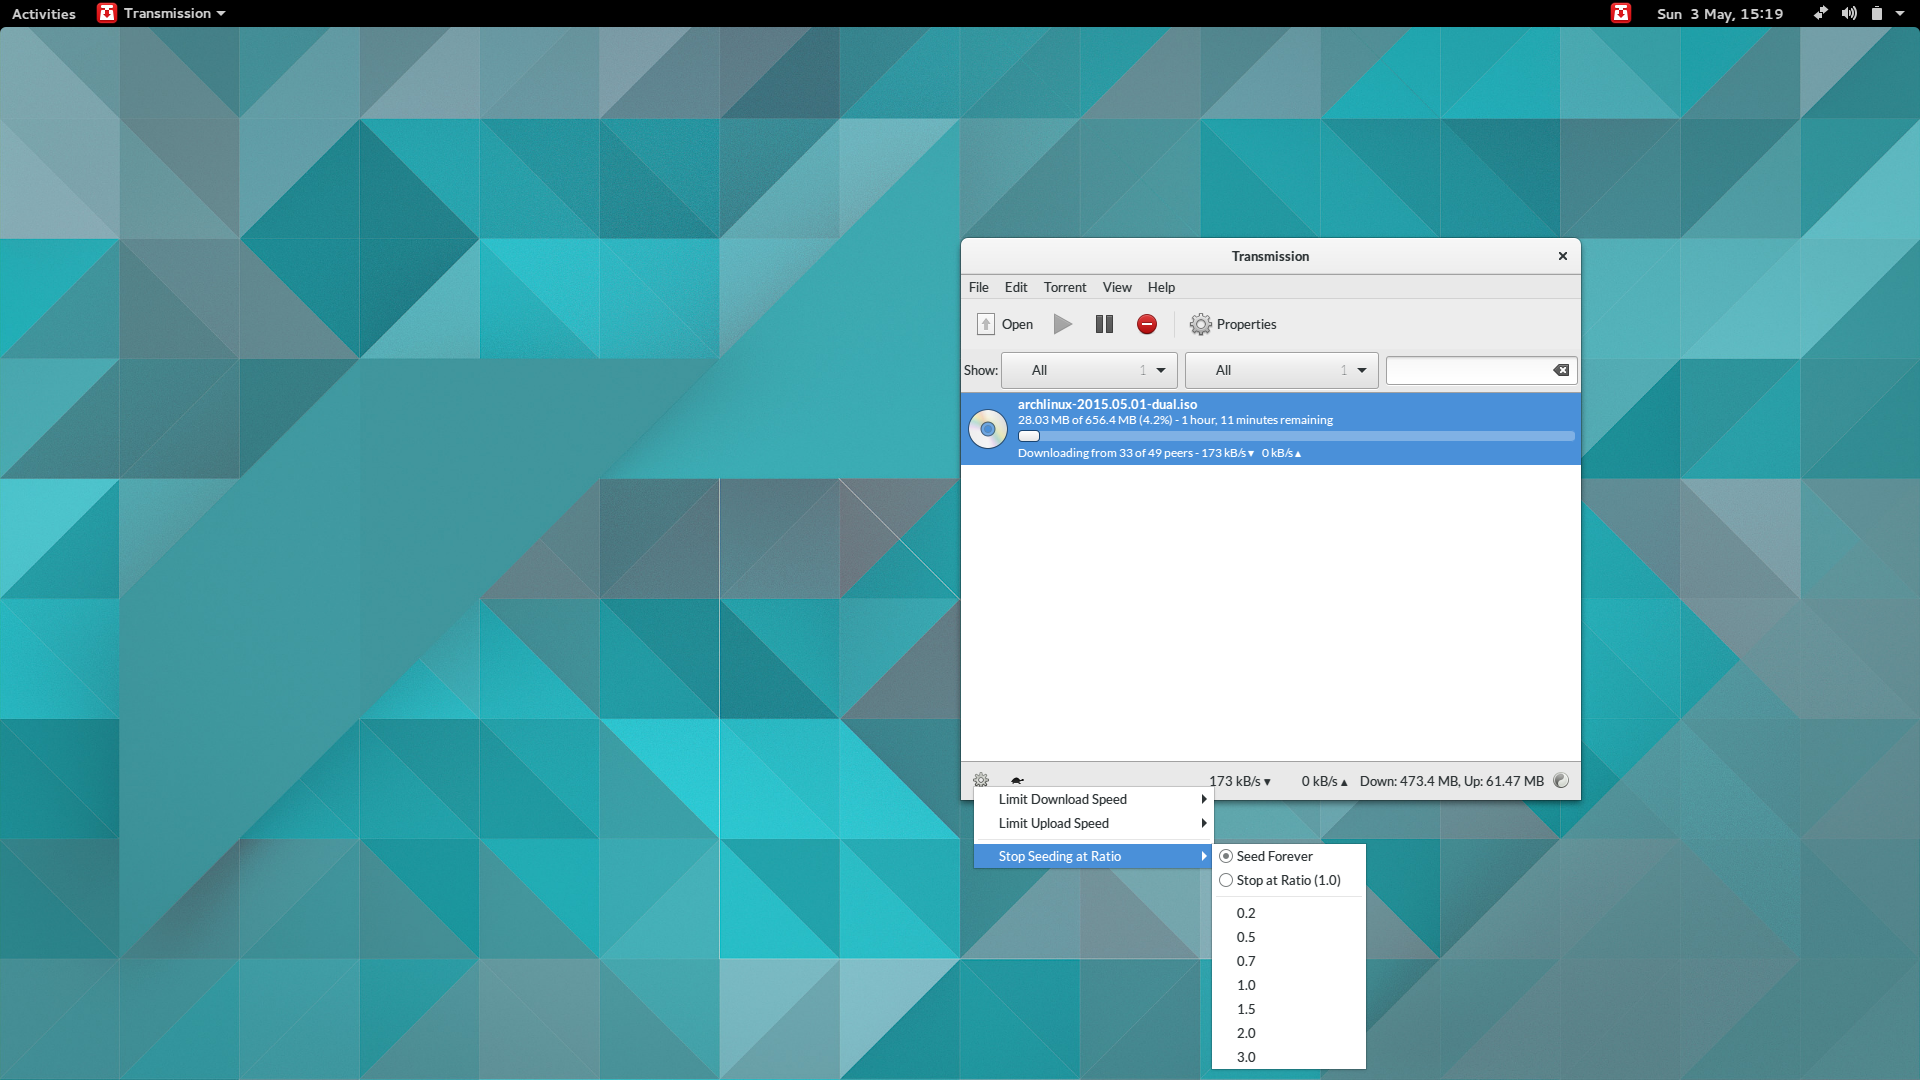 Activities Transmission Sun 3 May, 15:19
Transmission
File Edit Torrent View Help
Open Properties
Show: All 1 All 1
archlinux-2015.05.01-dual.iso
28.03 MB of 656.4 MB (4.2%) - 1 hour, 11 minutes remaining
Downloading from 33 of 49 peers - 173 kB/s▼ 0 kB/s▲
173 kB/s▼ 0 kB/s▲ Down: 473.4 MB, Up: 61.47 MB
Limit Download Speed
Limit Upload Speed
Stop Seeding at Ratio
Seed Forever
Stop at Ratio (1.0)
0.2
0.5
0.7
1.0
1.5
2.0
3.0